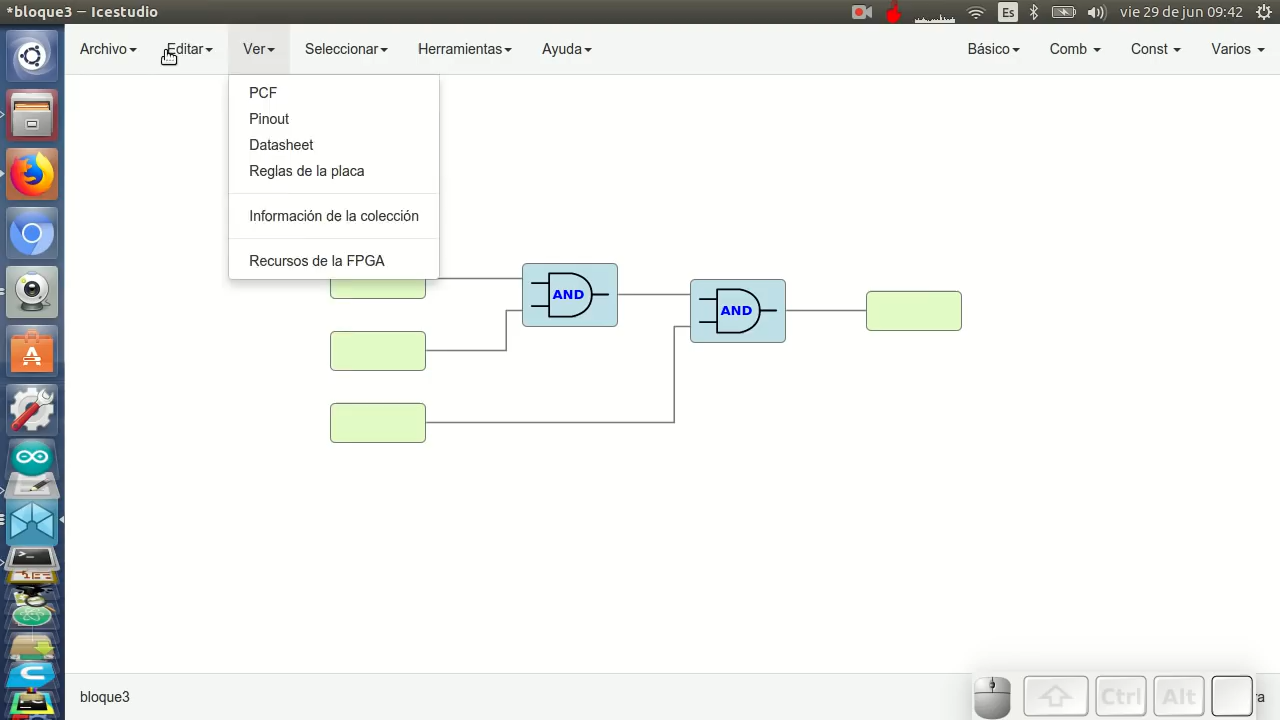 *bloque3 – Icestudio
Es
vie 29 de jun 09:42
Archivo
Editar
Ver
Seleccionar
Herramientas
Ayuda
Básico
Comb
Const
Varios
PCF
Pinout
Datasheet
Reglas de la placa
Información de la colección
Recursos de la FPGA
AND
AND
bloque3
Ctrl
Alt
ra